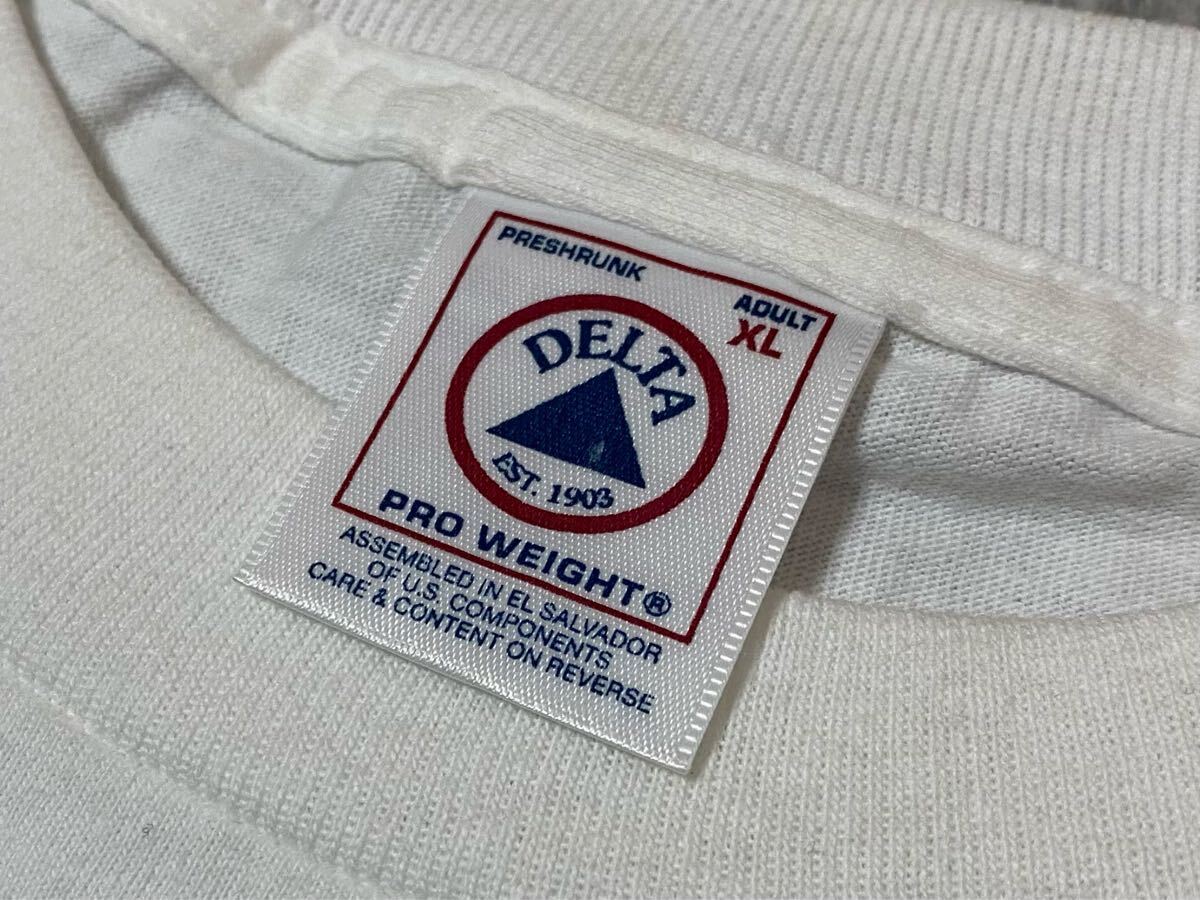 PRESHRUNK
ADULT
XL
DELTA
EST. 1903
PRO WEIGHT®
ASSEMBLED IN EL SALVADOR
OF U.S. COMPONENTS
CARE & CONTENT ON REVERSE